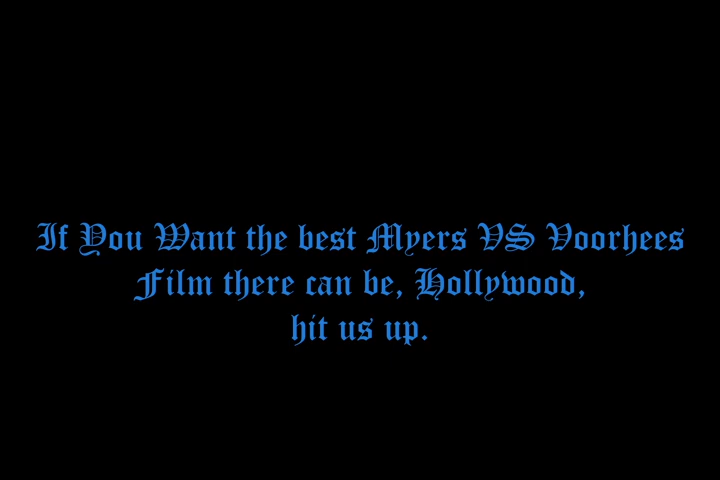 If You Want the best Myers VS Voorhees
Film there can be, Hollywood,
hit us up.